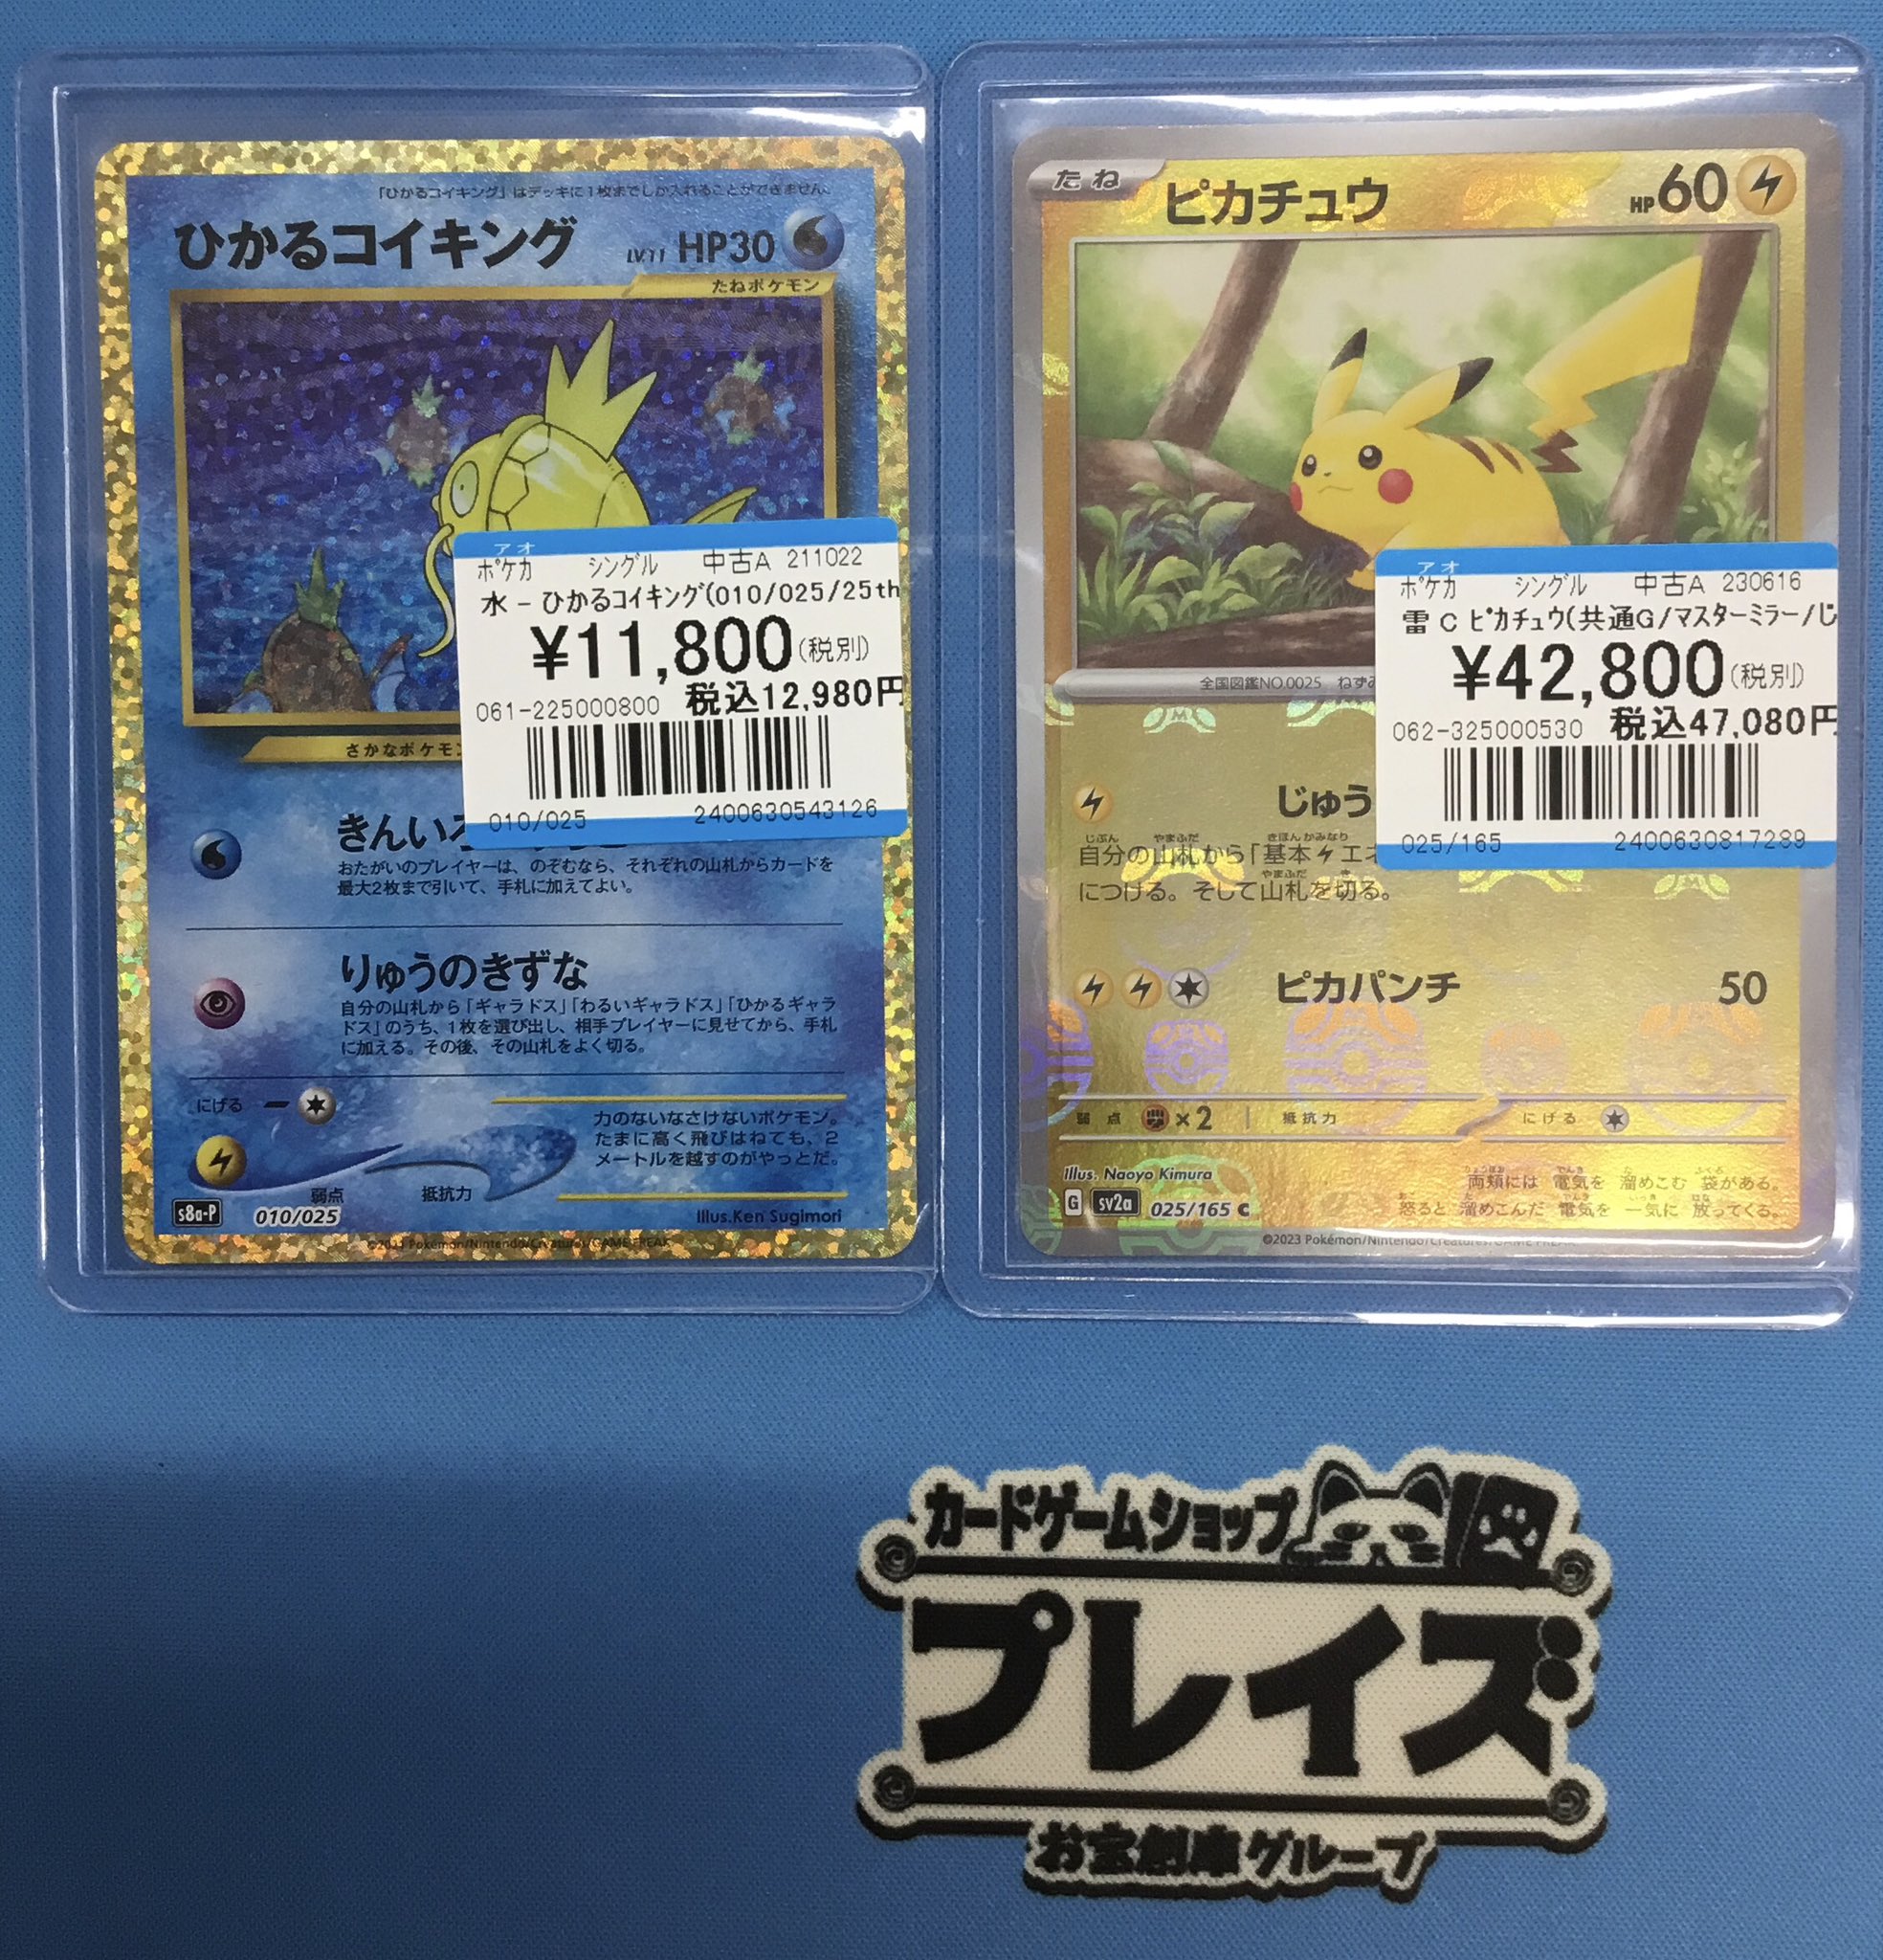 「ひかるコイキング」はデッキに1枚までしか入れることができません。
ひかるコイキング LV.11 HP30
たねポケモン
アオ
ポケカ シングル 中古A 211022
水 - ひかるコイキング(010/025/25th
¥11,800(税別)
061-225000800 税込12,980円
010/025 2400630543126
さかなポケモン
きんいろ
おたがいのプレイヤーは、のぞむなら、それぞれの山札からカードを
最大2枚まで引いて、手札に加えてよい。
りゅうのきずな
自分の山札から「ギャラドス」「わるいギャラドス」「ひかるギャラ
ドス」のうち、1枚を選び出し、相手プレイヤーに見せてから、手札
に加える。その後、その山札をよく切る。
にげる
力のないなさけないポケモン。
たまに高く飛びはねても、2
メートルを越すのがやっとだ。
弱点 抵抗力
s8a-P 010/025 Illus.Ken Sugimori
Pokémon/Nintendo/Creatures/GAME FREAK
たね ピカチュウ HP60
全国図鑑NO.0025 ねずみ
アオ
ポケカ シングル 中古A 230616
雷 C ピカチュウ(共通G/マスターミラー/じ
¥42,800(税別)
062-325000530 税込47,080円
025/165 2400630817289
じゅう
自分の山札から「基本エネ
につける。そして山札を切る。
ピカパンチ 50
弱点 ×2 抵抗力 にげる
Illus. Naoyo Kimura
G sv2a 025/165 C
両頬には 電気を 溜めこむ 袋がある。
怒ると 溜めこんだ 電気を 一気に 放ってくる。
©2023 Pokémon/Nintendo/Creatures/GAME FREAK
カードゲームショップ
プレイズ
お宝創庫グループ